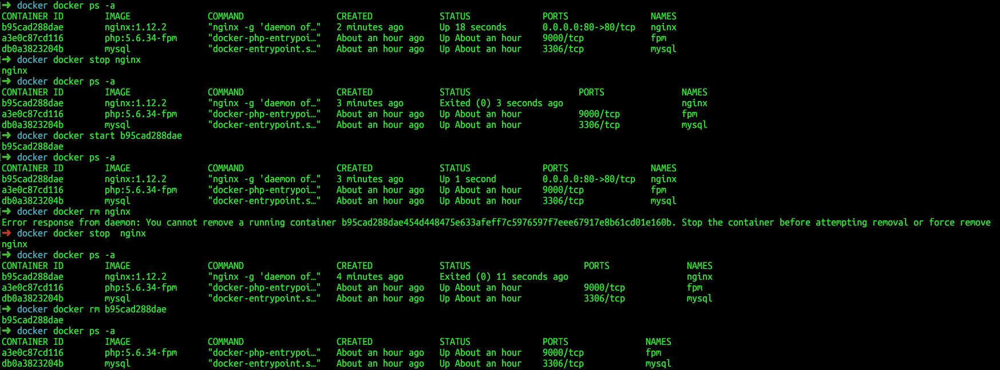 ➜ docker docker ps -a
CONTAINER ID        IMAGE               COMMAND                  CREATED             STATUS              PORTS                NAMES
b95cad288dae        nginx:1.12.2        "nginx -g 'daemon of…"   2 minutes ago       Up 18 seconds       0.0.0.0:80->80/tcp   nginx
a3e0c87cd116        php:5.6.34-fpm      "docker-php-entrypoi…"   About an hour ago   Up About an hour    9000/tcp             fpm
db0a3823204b        mysql               "docker-entrypoint.s…"   About an hour ago   Up About an hour    3306/tcp             mysql
➜ docker docker stop nginx
nginx
➜ docker docker ps -a
CONTAINER ID        IMAGE               COMMAND                  CREATED             STATUS                     PORTS               NAMES
b95cad288dae        nginx:1.12.2        "nginx -g 'daemon of…"   3 minutes ago       Exited (0) 3 seconds ago                       nginx
a3e0c87cd116        php:5.6.34-fpm      "docker-php-entrypoi…"   About an hour ago   Up About an hour           9000/tcp            fpm
db0a3823204b        mysql               "docker-entrypoint.s…"   About an hour ago   Up About an hour           3306/tcp            mysql
➜ docker docker start b95cad288dae
b95cad288dae
➜ docker docker ps -a
CONTAINER ID        IMAGE               COMMAND                  CREATED             STATUS              PORTS                NAMES
b95cad288dae        nginx:1.12.2        "nginx -g 'daemon of…"   3 minutes ago       Up 1 second         0.0.0.0:80->80/tcp   nginx
a3e0c87cd116        php:5.6.34-fpm      "docker-php-entrypoi…"   About an hour ago   Up About an hour    9000/tcp             fpm
db0a3823204b        mysql               "docker-entrypoint.s…"   About an hour ago   Up About an hour    3306/tcp             mysql
➜ docker docker rm nginx
Error response from daemon: You cannot remove a running container b95cad288dae454d448475e633afeff7c5976597f7eee67917e8b61cd01e160b. Stop the container before attempting removal or force remove
➜ docker docker stop  nginx
nginx
➜ docker docker ps -a
CONTAINER ID        IMAGE               COMMAND                  CREATED             STATUS                      PORTS               NAMES
b95cad288dae        nginx:1.12.2        "nginx -g 'daemon of…"   4 minutes ago       Exited (0) 11 seconds ago                       nginx
a3e0c87cd116        php:5.6.34-fpm      "docker-php-entrypoi…"   About an hour ago   Up About an hour            9000/tcp            fpm
db0a3823204b        mysql               "docker-entrypoint.s…"   About an hour ago   Up About an hour            3306/tcp            mysql
➜ docker docker rm b95cad288dae
b95cad288dae
➜ docker docker ps -a
CONTAINER ID        IMAGE               COMMAND                  CREATED             STATUS              PORTS               NAMES
a3e0c87cd116        php:5.6.34-fpm      "docker-php-entrypoi…"   About an hour ago   Up About an hour    9000/tcp            fpm
db0a3823204b        mysql               "docker-entrypoint.s…"   About an hour ago   Up About an hour    3306/tcp            mysql